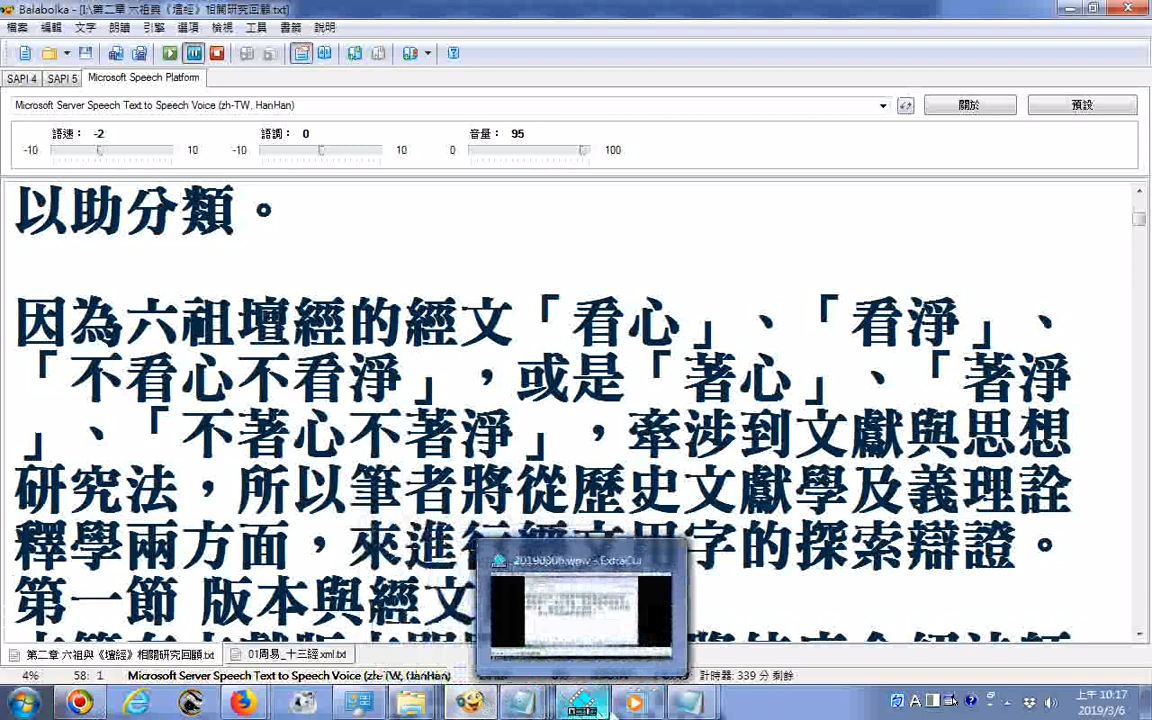 Balabolka - [I:\第二章 六祖與《壇經》相關研究回顧.txt]
檔案 編輯 文字 朗讀 引擎 選項 檢視 工具 書籤 說明
SAPI 4 SAPI 5 Microsoft Speech Platform
Microsoft Server Speech Text to Speech Voice (zh-TW, HanHan)
關於
預設
語速： -2 語調： 0 音量： 95
-10 10 -10 10 0 100
以助分類。
因為六祖壇經的經文「看心」、「看淨」、
「不看心不看淨」，或是「著心」、「著淨
」、「不著心不著淨」，牽涉到文獻與思想
研究法，所以筆者將從歷史文獻學及義理詮
釋學兩方面，來進行經文用字的探索辯證。
第一節 版本與經文
20190306.wmv - ExtraCut
第二章 六祖與《壇經》相關研究回顧.txt 01周易_十三經.xml.txt
4% 58: 1 Microsoft Server Speech Text to Speech Voice (zh-TW, HanHan) 計時器: 339 分 剩餘
上午 10:17
2019/3/6